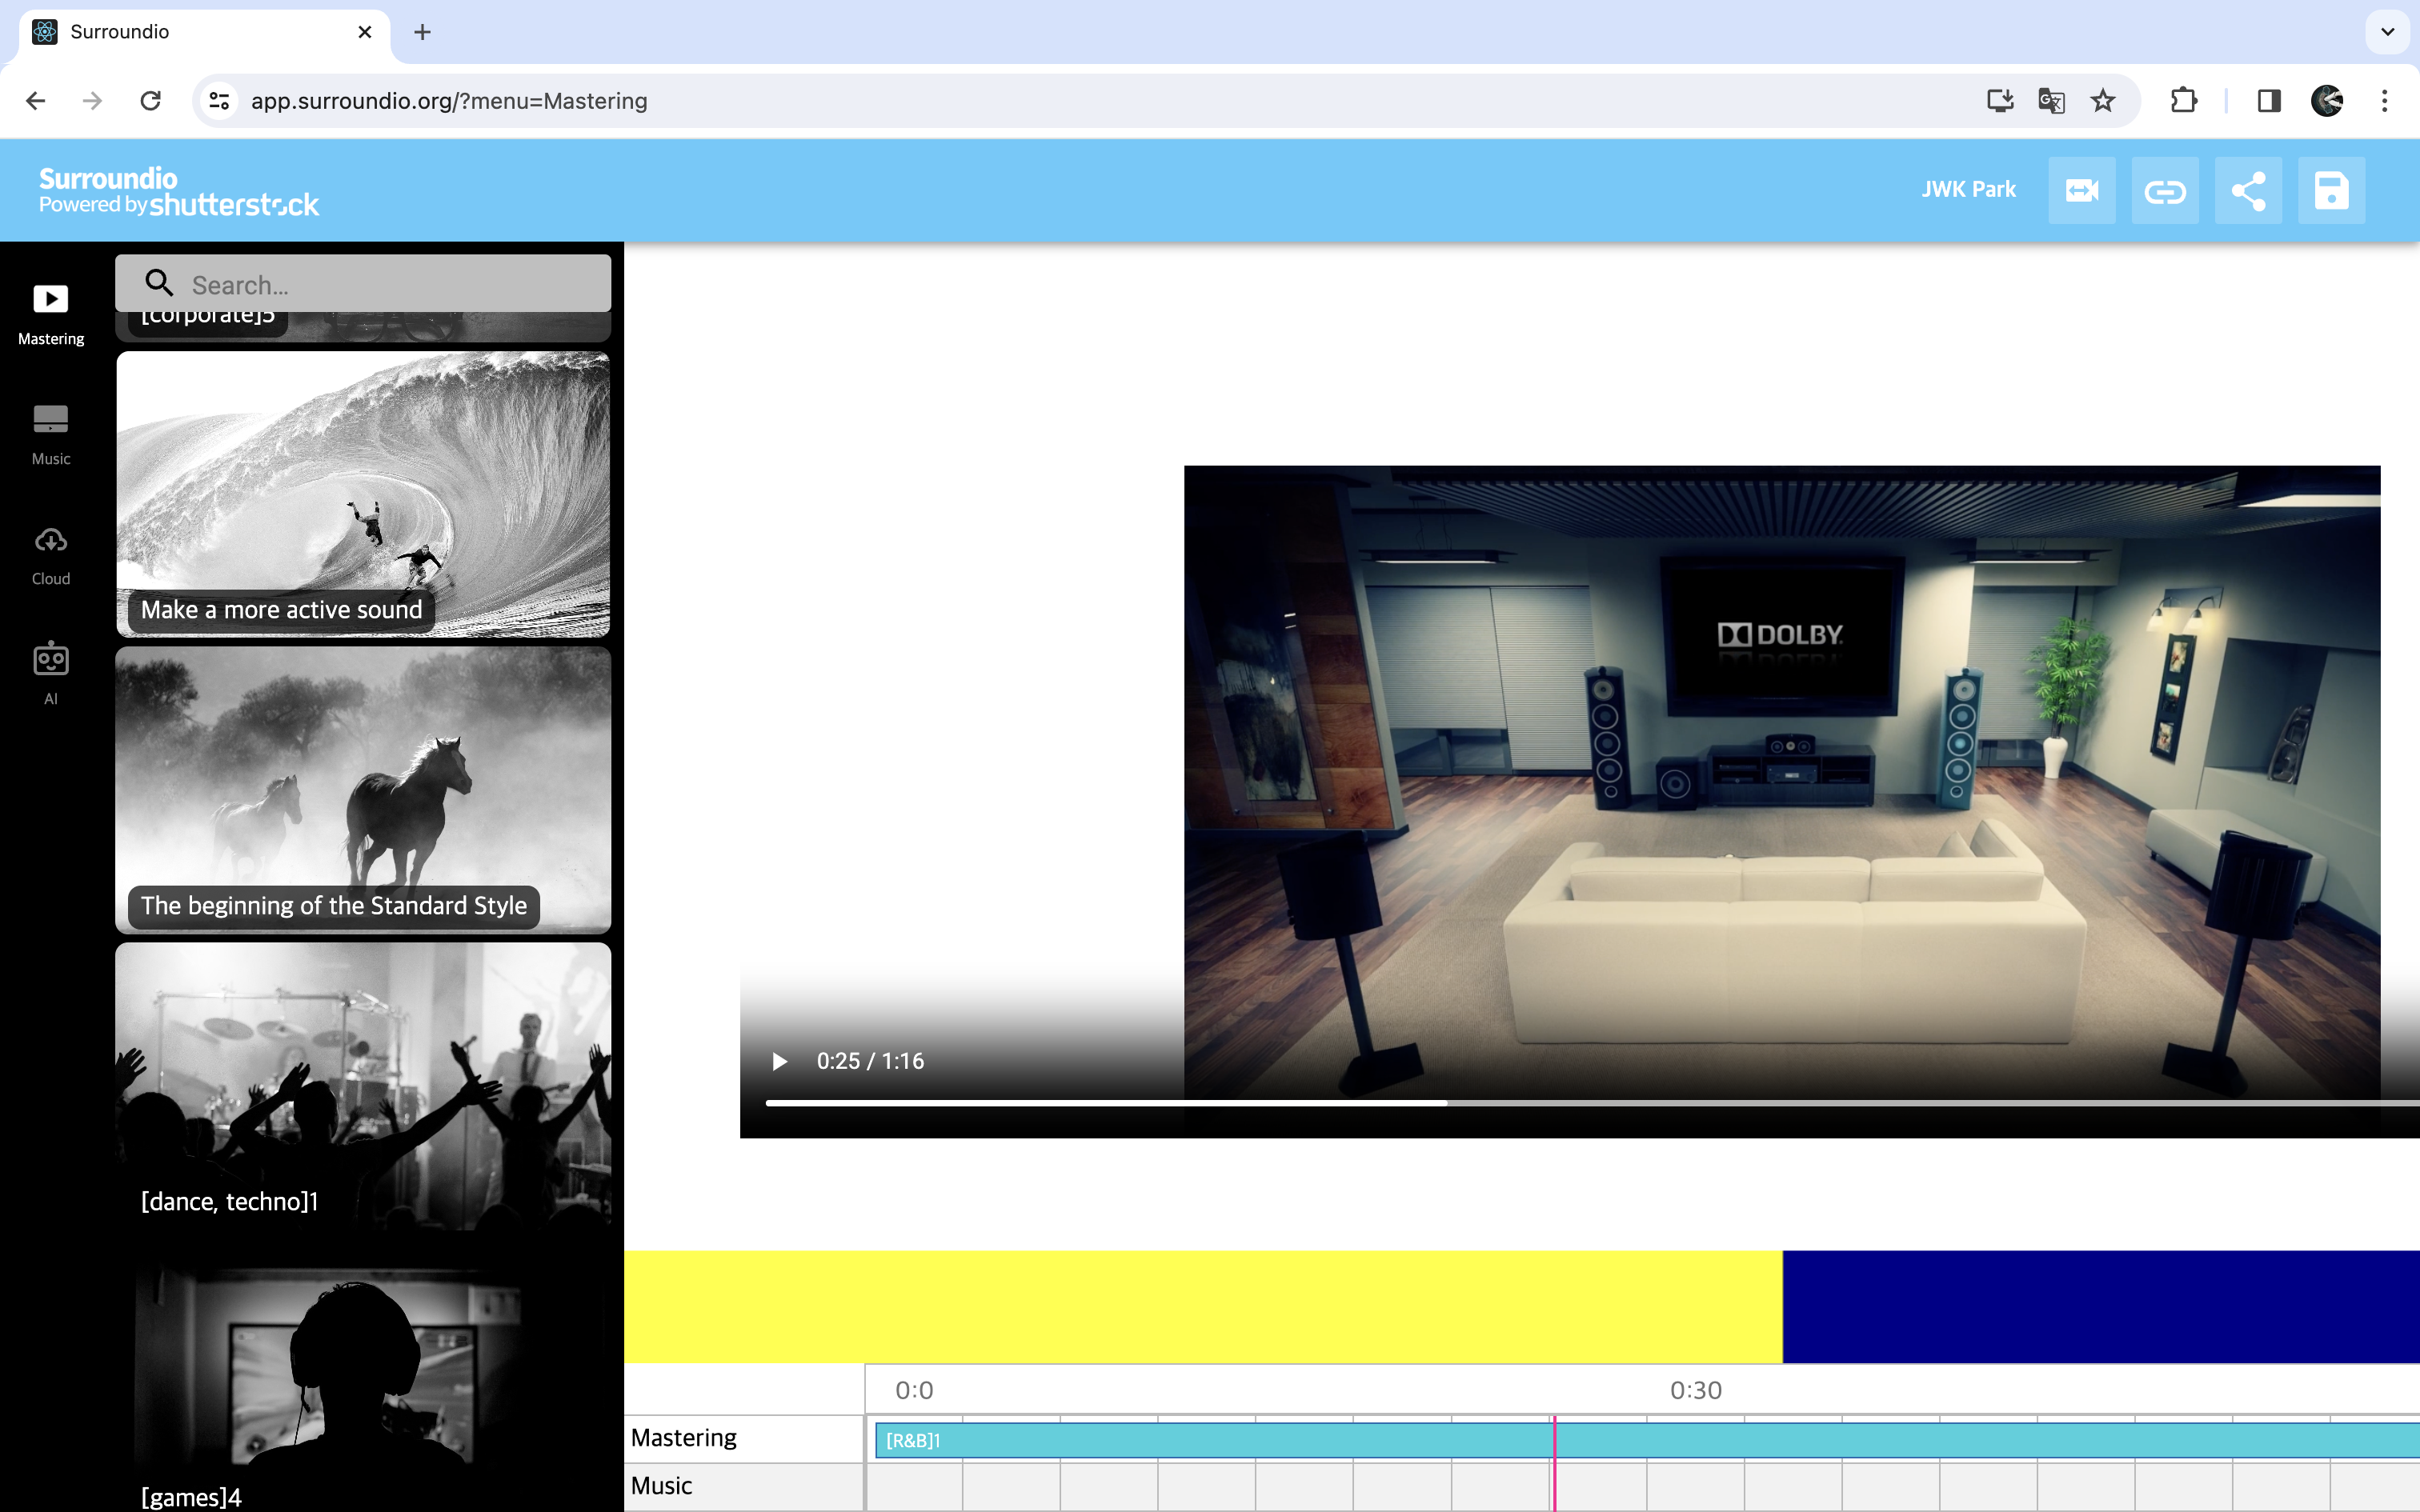 Surroundio
app.surroundio.org/?menu=Mastering
Surroundio
Powered by shutterstock
JWK Park
Mastering
Music
Cloud
AI
Search...
[corporate]5
Make a more active sound
The beginning of the Standard Style
[dance, techno]1
[games]4
DOLBY
0:25 / 1:16
0:0
0:30
Mastering
[R&B]1
Music